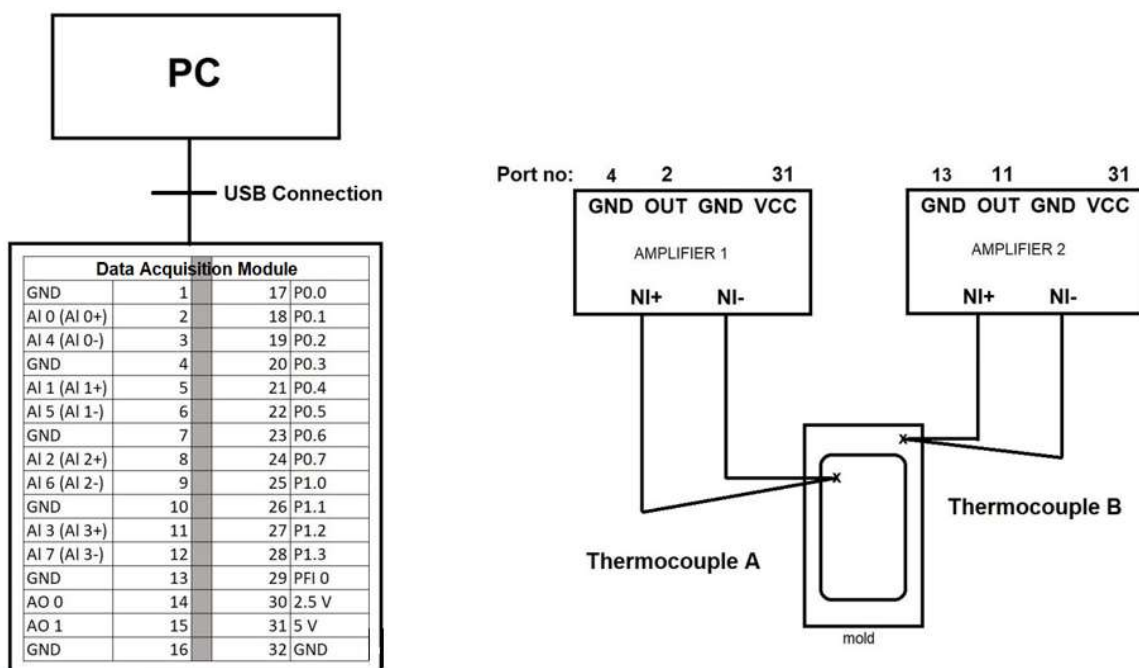 PC
USB Connection
Data Acquisition Module
GND 1 17 P0.0
AI 0 (AI 0+) 2 18 P0.1
AI 4 (AI 0-) 3 19 P0.2
GND 4 20 P0.3
AI 1 (AI 1+) 5 21 P0.4
AI 5 (AI 1-) 6 22 P0.5
GND 7 23 P0.6
AI 2 (AI 2+) 8 24 P0.7
AI 6 (AI 2-) 9 25 P1.0
GND 10 26 P1.1
AI 3 (AI 3+) 11 27 P1.2
AI 7 (AI 3-) 12 28 P1.3
GND 13 29 PFI 0
AO 0 14 30 2.5 V
AO 1 15 31 5 V
GND 16 32 GND
Port no: 4 2 31
GND OUT GND VCC
AMPLIFIER 1
NI+ NI-
13 11 31
GND OUT GND VCC
AMPLIFIER 2
NI+ NI-
x
x
Thermocouple B
Thermocouple A
mold